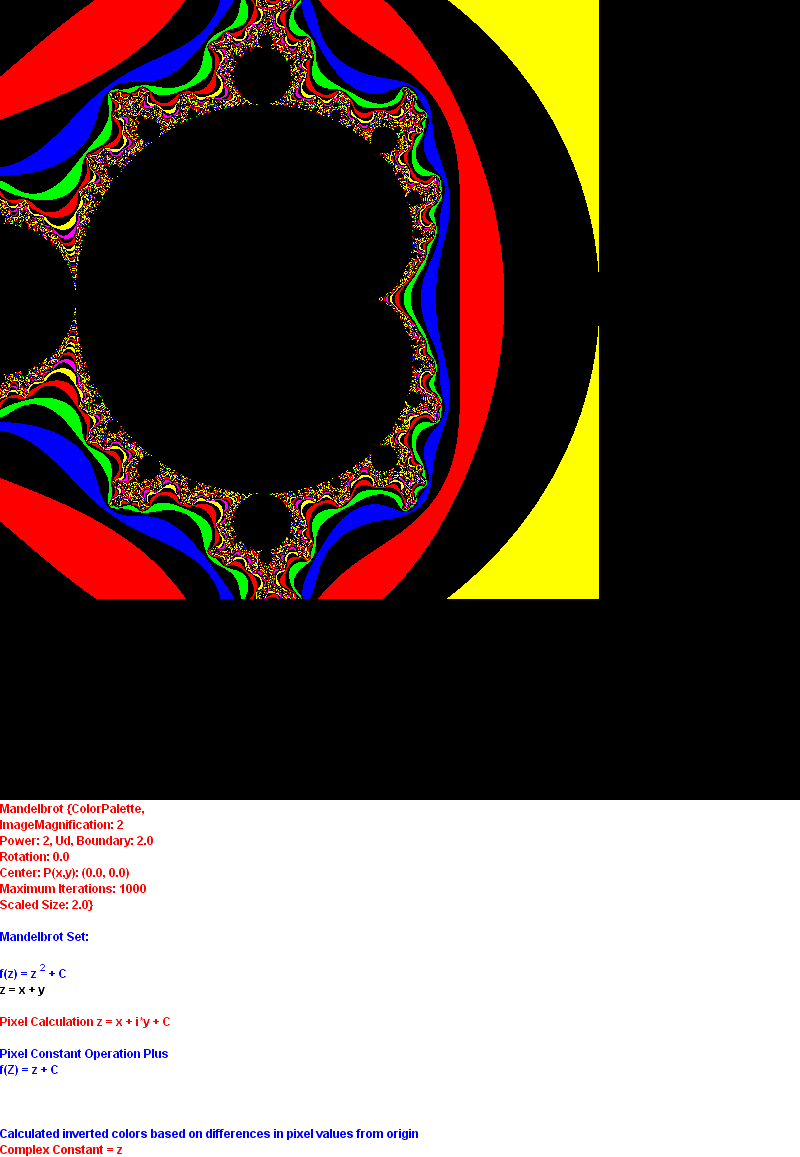 Mandelbrot {ColorPalette,
ImageMagnification: 2
Power: 2, Ud, Boundary: 2.0
Rotation: 0.0
Center: P(x,y): (0.0, 0.0)
Maximum Iterations: 1000
Scaled Size: 2.0}
Mandelbrot Set:
f(z) = z ² + C
z = x + y
Pixel Calculation z = x + i*y + C
Pixel Constant Operation Plus
f(Z) = z + C
Calculated inverted colors based on differences in pixel values from origin
Complex Constant = z